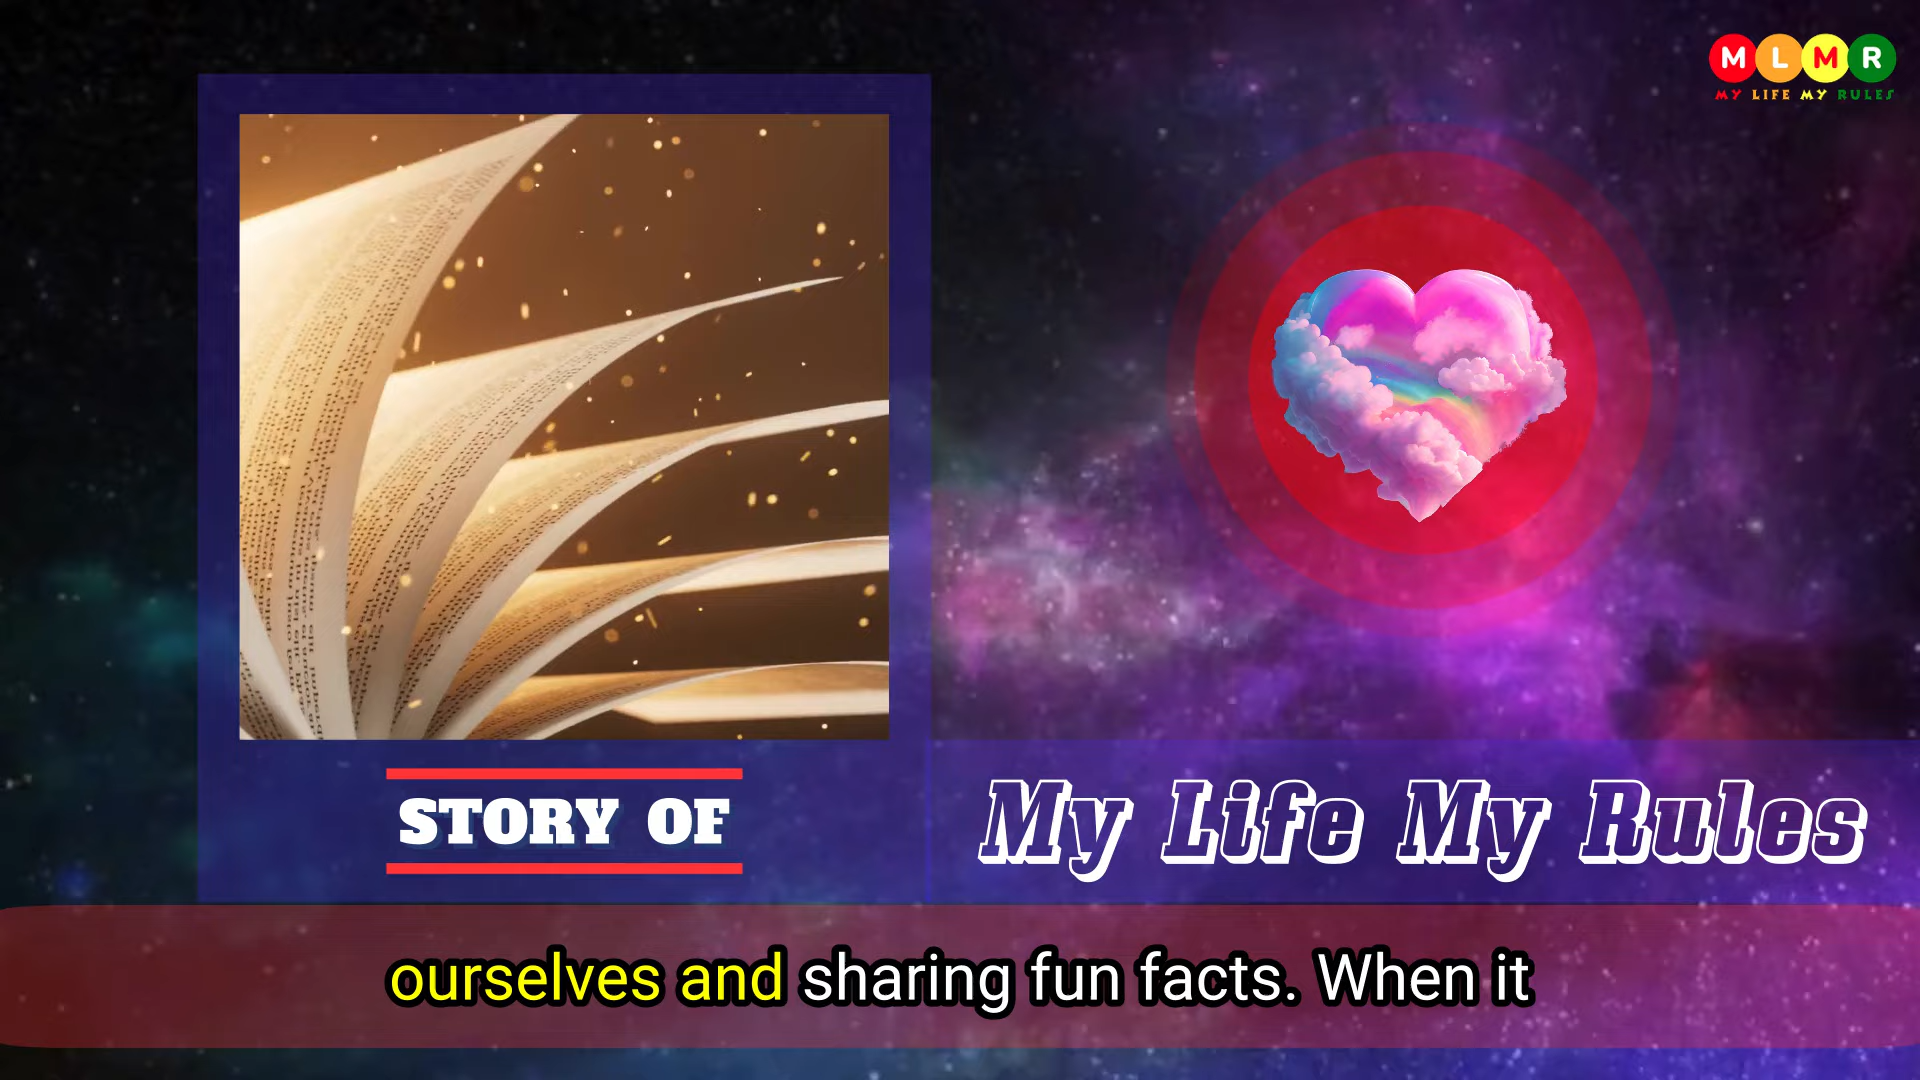 M L M R
MY LIFE MY RULES
STORY OF
My Life My Rules
ourselves and sharing fun facts. When it